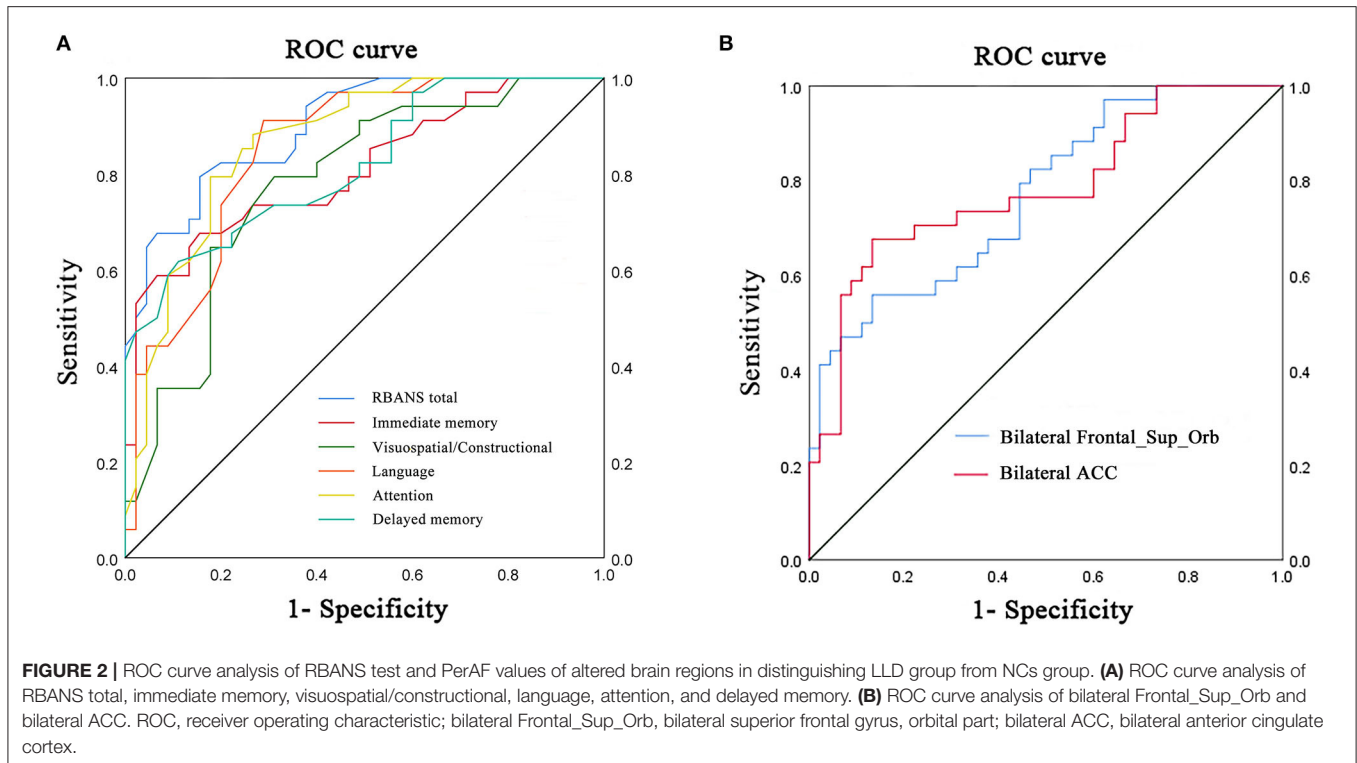 A
ROC curve
1.0
0.8
0.6
0.4
0.2
0.0
Sensitivity
1.0
0.8
0.6
0.4
0.2
0.0
RBANS total
Immediate memory
Visuospatial/Constructional
Language
Attention
Delayed memory
0.0 0.2 0.4 0.6 0.8 1.0
1- Specificity
B
ROC curve
1.0
0.8
0.6
0.4
0.2
0.0
Sensitivity
1.0
0.8
0.6
0.4
0.2
0.0
Bilateral Frontal_Sup_Orb
Bilateral ACC
0.0 0.2 0.4 0.6 0.8 1.0
1- Specificity
FIGURE 2 | ROC curve analysis of RBANS test and PerAF values of altered brain regions in distinguishing LLD group from NCs group. (A) ROC curve analysis of
RBANS total, immediate memory, visuospatial/constructional, language, attention, and delayed memory. (B) ROC curve analysis of bilateral Frontal_Sup_Orb and
bilateral ACC. ROC, receiver operating characteristic; bilateral Frontal_Sup_Orb, bilateral superior frontal gyrus, orbital part; bilateral ACC, bilateral anterior cingulate
cortex.